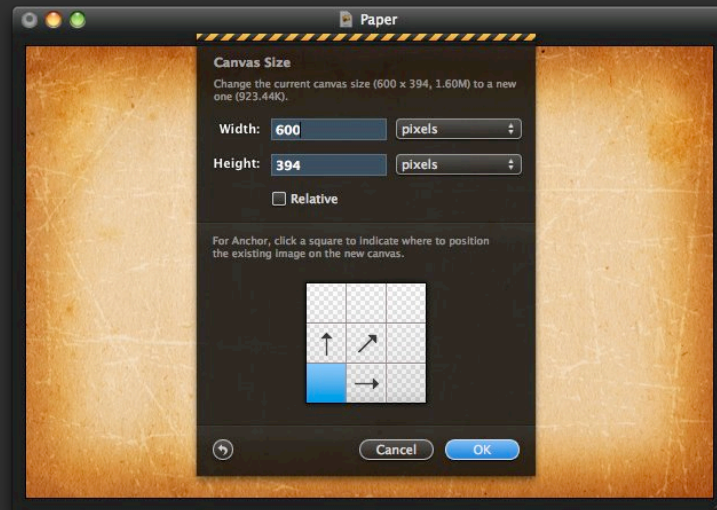 Paper
Canvas Size
Change the current canvas size (600 x 394, 1.60M) to a new
one (923.44K).
Width: 600 pixels
Height: 394 pixels
Relative
For Anchor, click a square to indicate where to position
the existing image on the new canvas.
Cancel OK